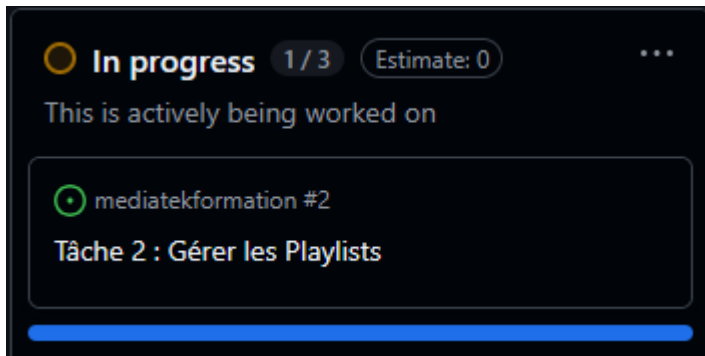 In progress 1 / 3 Estimate: 0
This is actively being worked on
mediatekformation #2
Tâche 2 : Gérer les Playlists